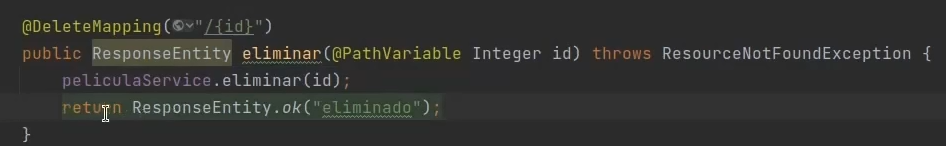 @DeleteMapping("/{id}")
public ResponseEntity eliminar(@PathVariable Integer id) throws ResourceNotFoundException {
peliculaService.eliminar(id);
return ResponseEntity.ok("eliminado");
}